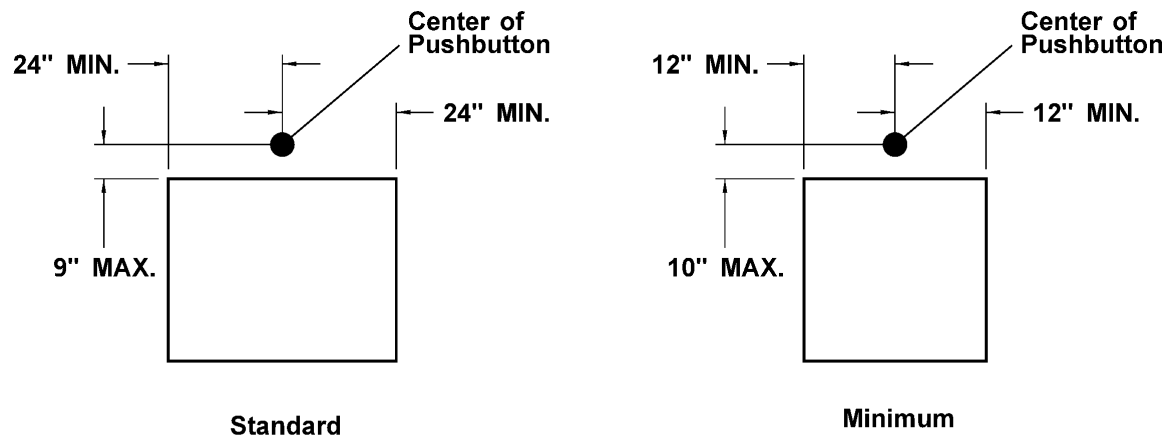 Center of
Pushbutton
24" MIN.
24" MIN.
9" MAX.
Standard
Center of
Pushbutton
12" MIN.
12" MIN.
10" MAX.
Minimum